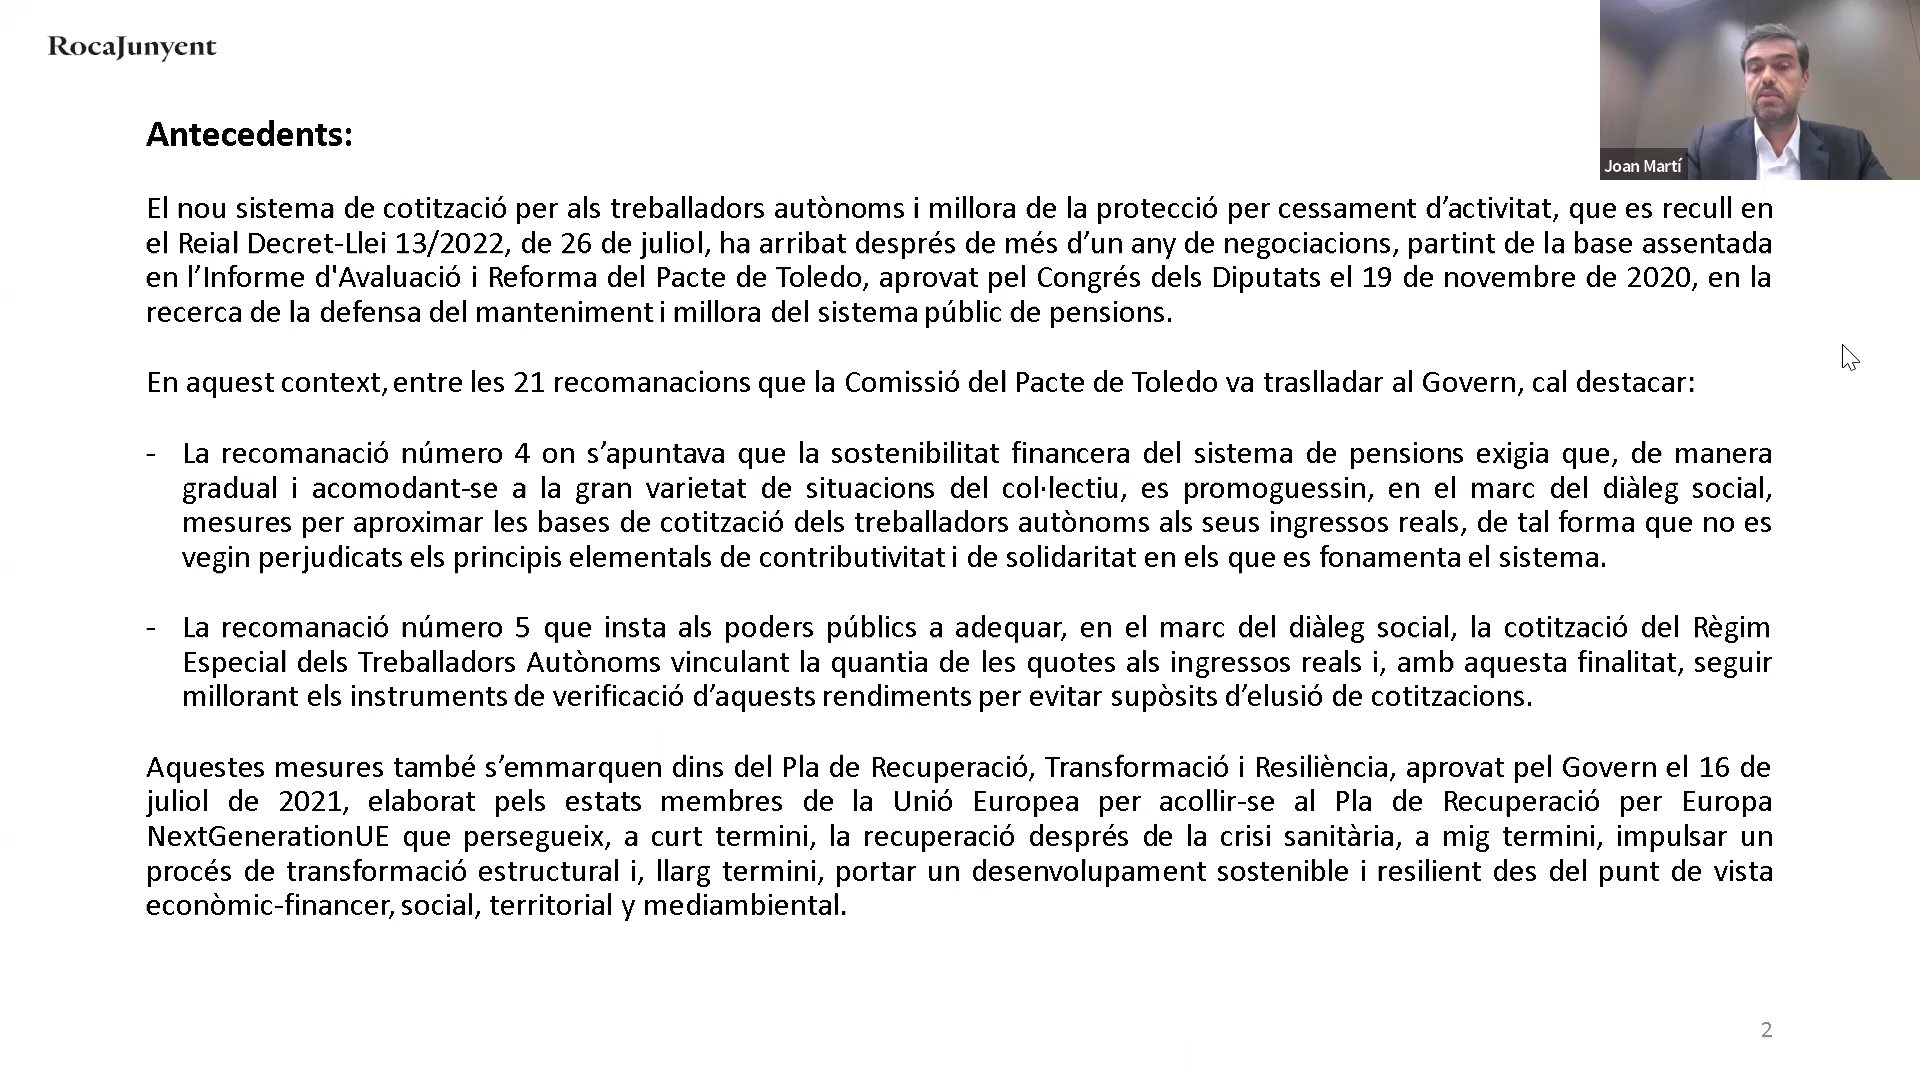 RocaJunyent
Joan Martí
Antecedents:
El nou sistema de cotització per als treballadors autònoms i millora de la protecció per cessament d’activitat, que es recull en
el Reial Decret-Llei 13/2022, de 26 de juliol, ha arribat després de més d’un any de negociacions, partint de la base assentada
en l’Informe d'Avaluació i Reforma del Pacte de Toledo, aprovat pel Congrés dels Diputats el 19 de novembre de 2020, en la
recerca de la defensa del manteniment i millora del sistema públic de pensions.
En aquest context, entre les 21 recomanacions que la Comissió del Pacte de Toledo va traslladar al Govern, cal destacar:
- La recomanació número 4 on s’apuntava que la sostenibilitat financera del sistema de pensions exigia que, de manera
gradual i acomodant-se a la gran varietat de situacions del col·lectiu, es promoguessin, en el marc del diàleg social,
mesures per aproximar les bases de cotització dels treballadors autònoms als seus ingressos reals, de tal forma que no es
vegin perjudicats els principis elementals de contributivitat i de solidaritat en els que es fonamenta el sistema.
- La recomanació número 5 que insta als poders públics a adequar, en el marc del diàleg social, la cotització del Règim
Especial dels Treballadors Autònoms vinculant la quantia de les quotes als ingressos reals i, amb aquesta finalitat, seguir
millorant els instruments de verificació d’aquests rendiments per evitar supòsits d’elusió de cotitzacions.
Aquestes mesures també s’emmarquen dins del Pla de Recuperació, Transformació i Resiliència, aprovat pel Govern el 16 de
juliol de 2021, elaborat pels estats membres de la Unió Europea per acollir-se al Pla de Recuperació per Europa
NextGenerationUE que persegueix, a curt termini, la recuperació després de la crisi sanitària, a mig termini, impulsar un
procés de transformació estructural i, llarg termini, portar un desenvolupament sostenible i resilient des del punt de vista
econòmic-financer, social, territorial y mediambiental.
2